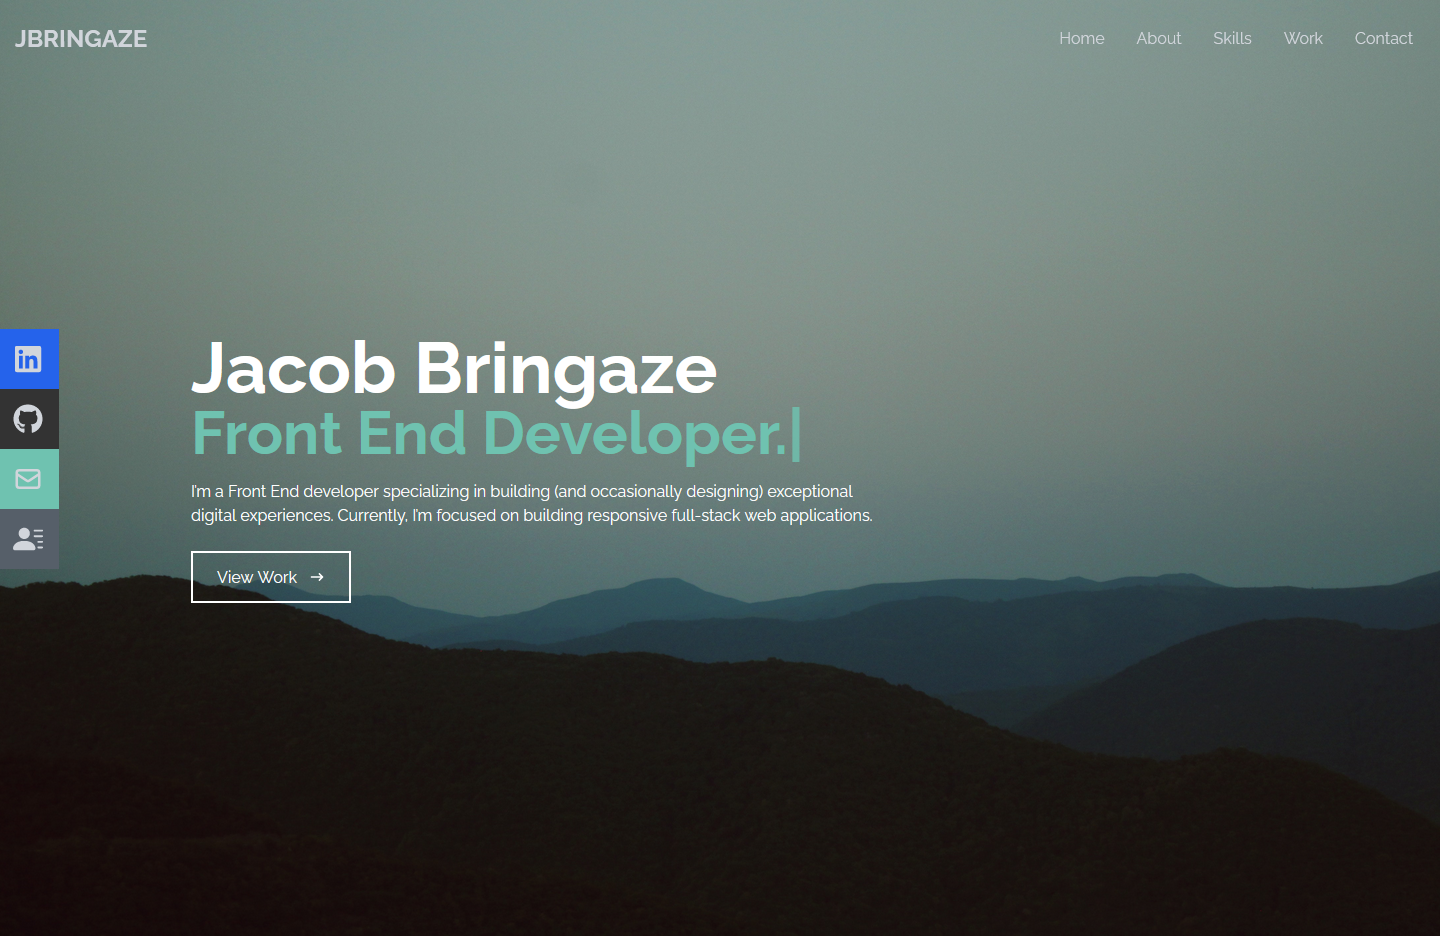 JBRINGAZE
Home About Skills Work Contact
Jacob Bringaze
Front End Developer.|
I'm a Front End developer specializing in building (and occasionally designing) exceptional
digital experiences. Currently, I'm focused on building responsive full-stack web applications.
View Work →
in